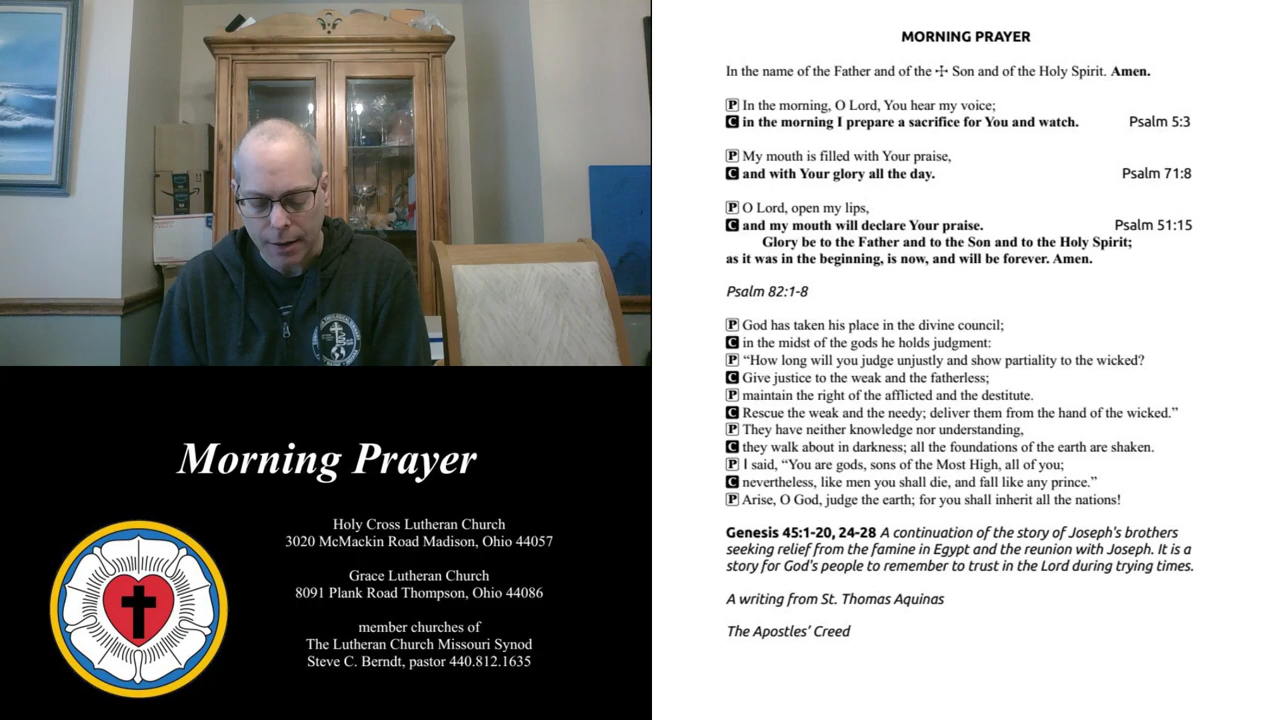 Morning Prayer
Holy Cross Lutheran Church
3020 McMackin Road Madison, Ohio 44057
Grace Lutheran Church
8091 Plank Road Thompson, Ohio 44086
member churches of
The Lutheran Church Missouri Synod
Steve C. Berndt, pastor 440.812.1635
MORNING PRAYER
In the name of the Father and of the ☩ Son and of the Holy Spirit. Amen.
P In the morning, O Lord, You hear my voice;
C in the morning I prepare a sacrifice for You and watch. Psalm 5:3
P My mouth is filled with Your praise,
C and with Your glory all the day. Psalm 71:8
P O Lord, open my lips,
C and my mouth will declare Your praise. Psalm 51:15
Glory be to the Father and to the Son and to the Holy Spirit;
as it was in the beginning, is now, and will be forever. Amen.
Psalm 82:1-8
P God has taken his place in the divine council;
C in the midst of the gods he holds judgment:
P “How long will you judge unjustly and show partiality to the wicked?
C Give justice to the weak and the fatherless;
P maintain the right of the afflicted and the destitute.
C Rescue the weak and the needy; deliver them from the hand of the wicked.”
P They have neither knowledge nor understanding,
C they walk about in darkness; all the foundations of the earth are shaken.
P I said, “You are gods, sons of the Most High, all of you;
C nevertheless, like men you shall die, and fall like any prince.”
P Arise, O God, judge the earth; for you shall inherit all the nations!
Genesis 45:1-20, 24-28 A continuation of the story of Joseph's brothers
seeking relief from the famine in Egypt and the reunion with Joseph. It is a
story for God's people to remember to trust in the Lord during trying times.
A writing from St. Thomas Aquinas
The Apostles’ Creed